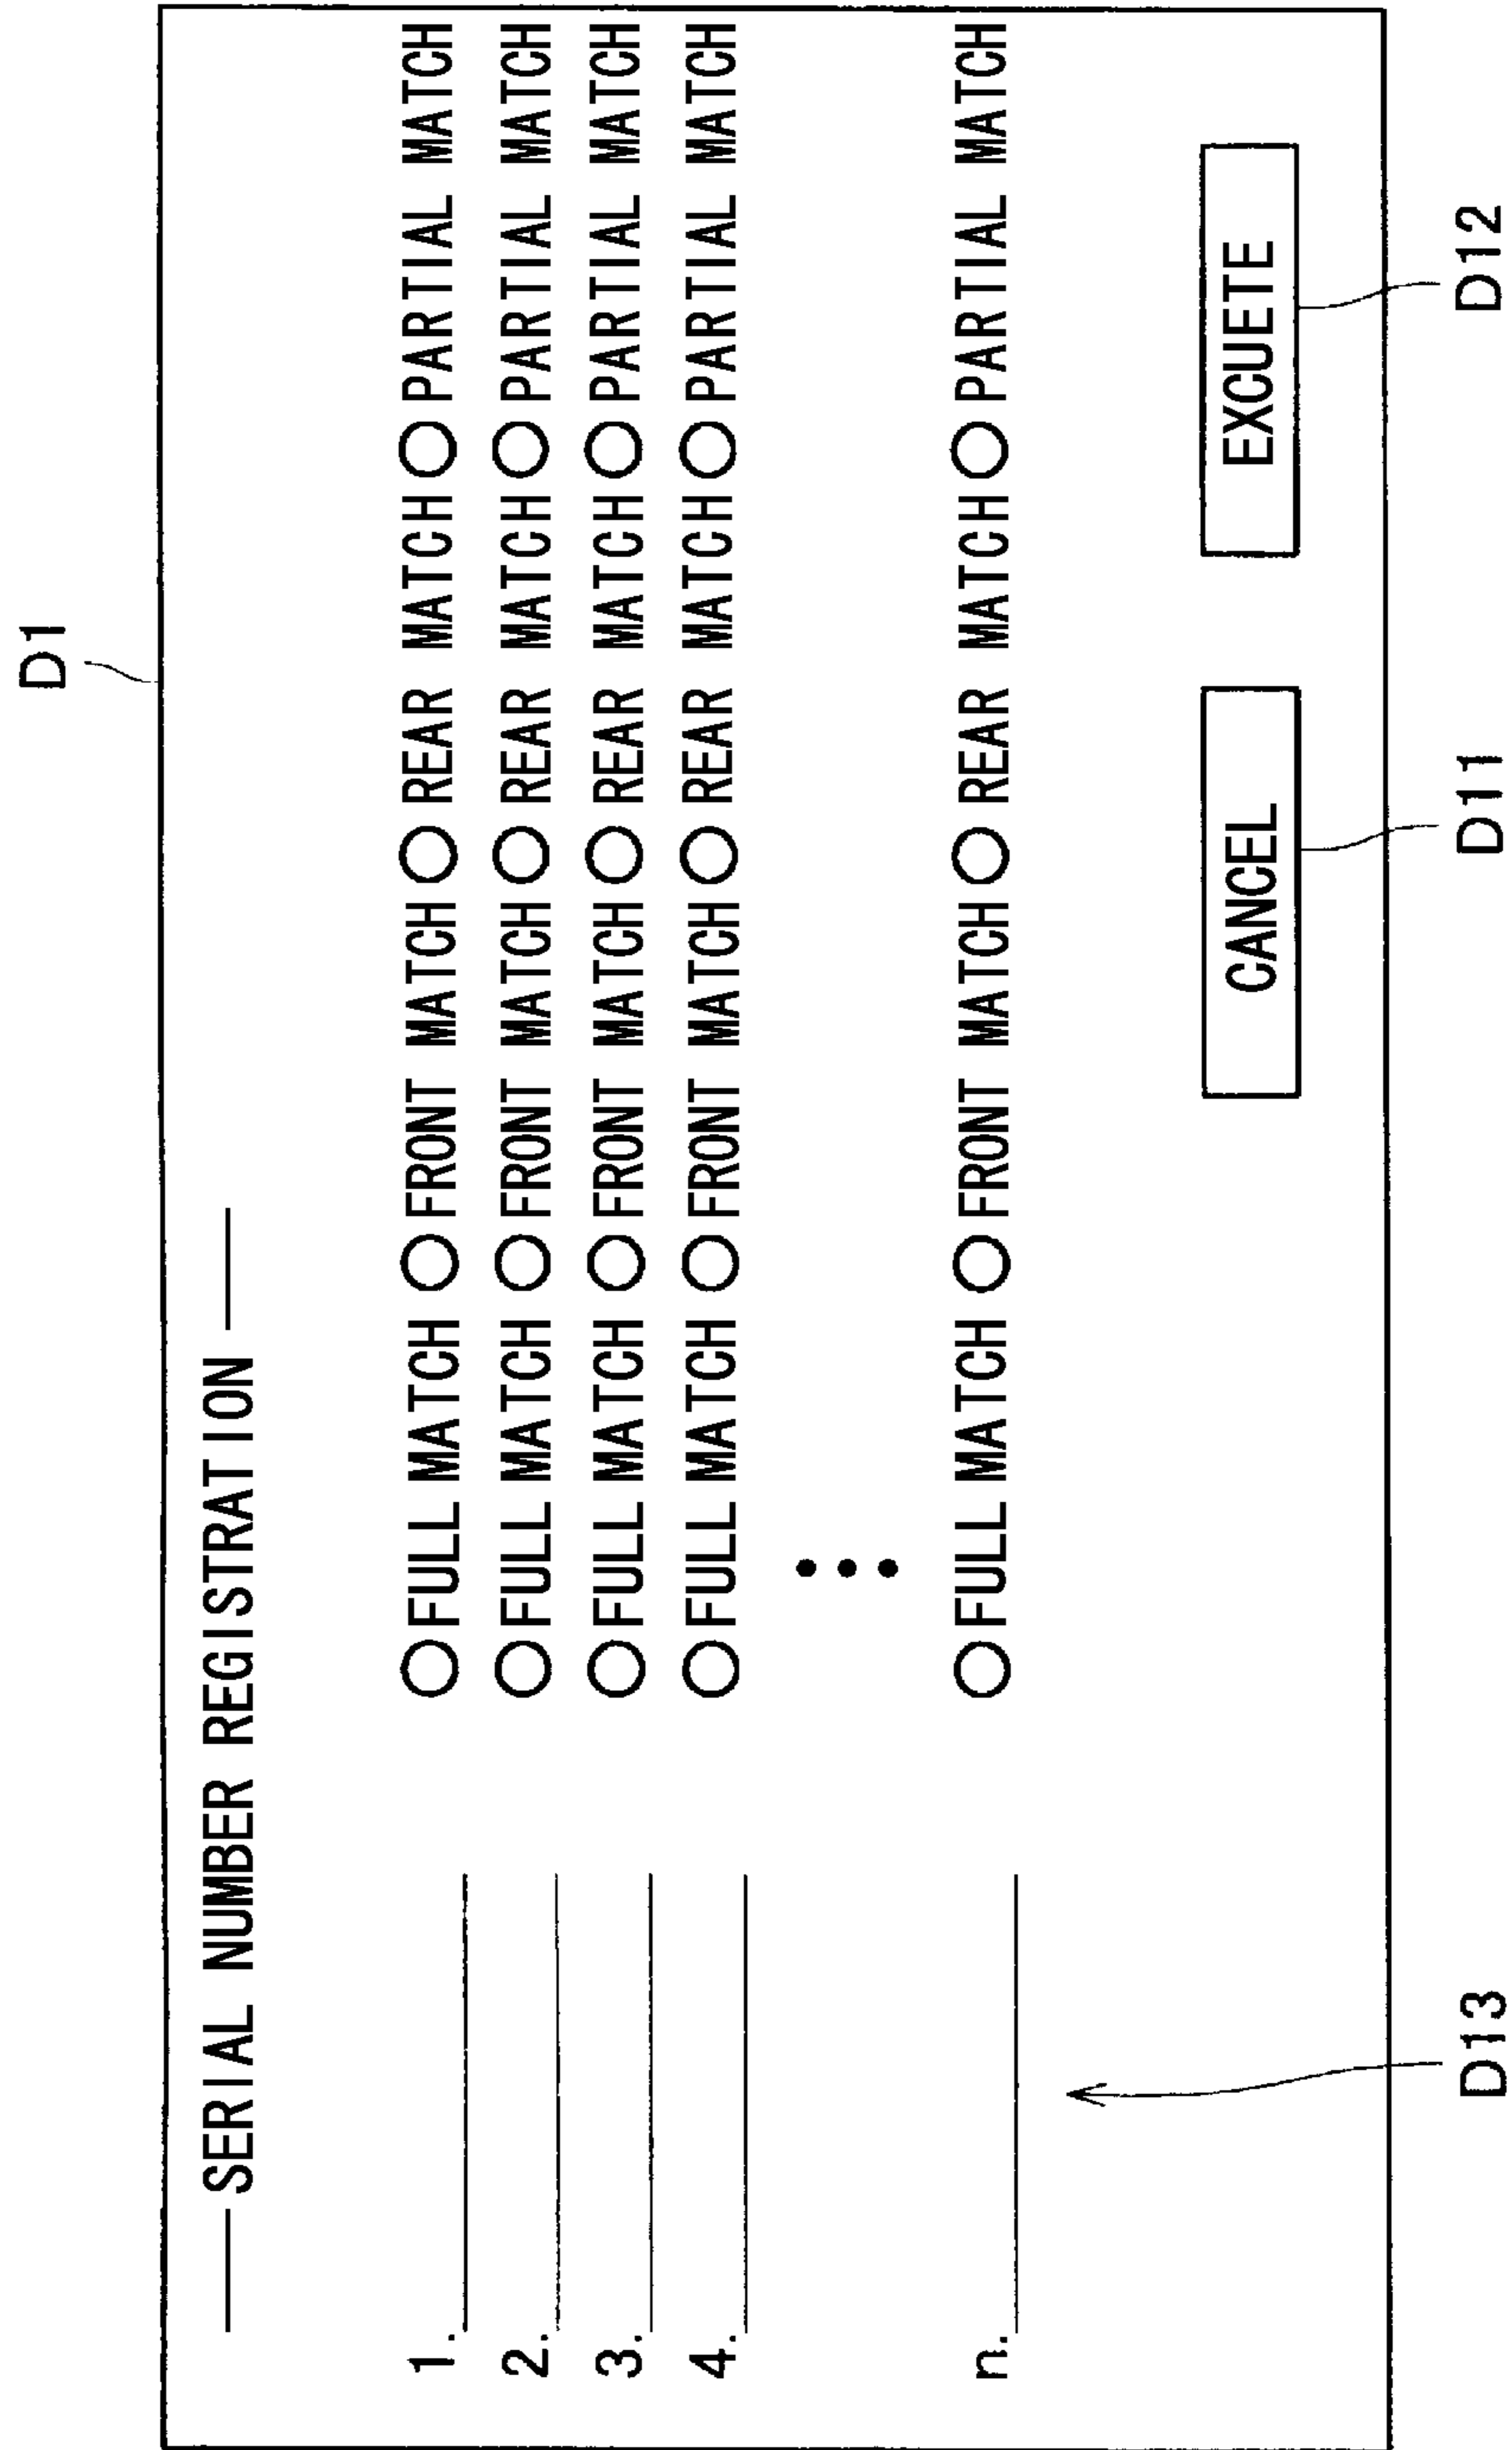 D1
SERIAL NUMBER REGISTRATION
1. FULL MATCH FRONT MATCH REAR MATCH PARTIAL MATCH
2. FULL MATCH FRONT MATCH REAR MATCH PARTIAL MATCH
3. FULL MATCH FRONT MATCH REAR MATCH PARTIAL MATCH
4. FULL MATCH FRONT MATCH REAR MATCH PARTIAL MATCH
n. FULL MATCH FRONT MATCH REAR MATCH PARTIAL MATCH
CANCEL EXCUETE
D13 D11 D12